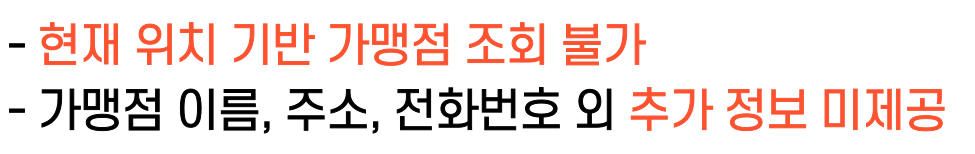 - 현재 위치 기반 가맹점 조회 불가
- 가맹점 이름, 주소, 전화번호 외 추가 정보 미제공